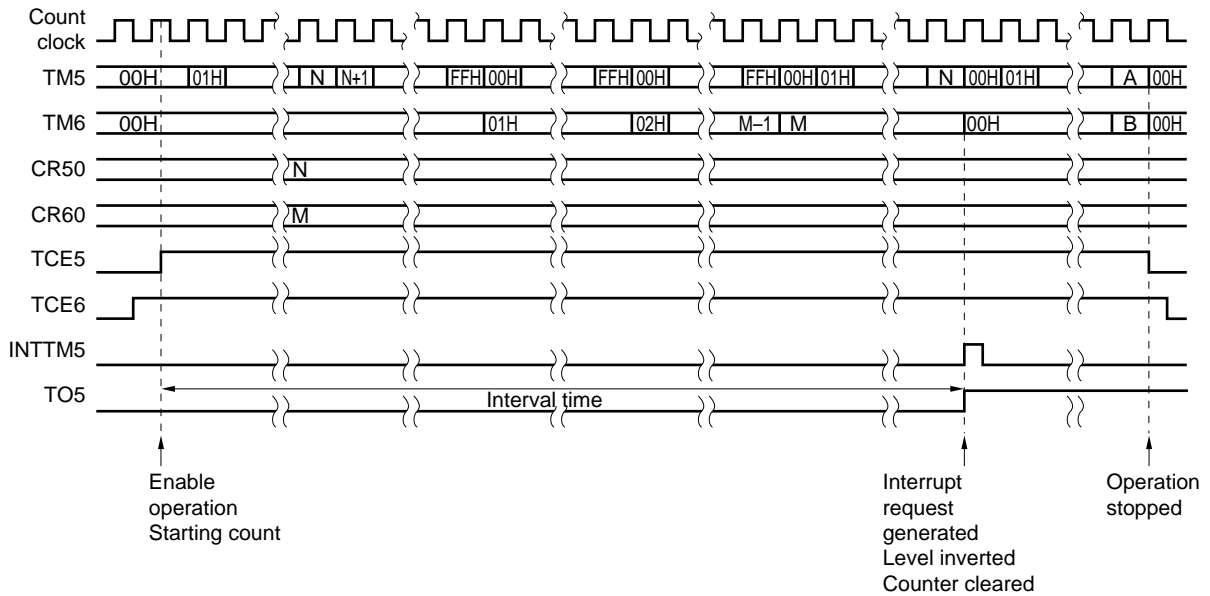 Count
clock
TM5 00H 01H N N+1 FFH 00H FFH 00H FFH 00H 01H N 00H 01H A 00H
TM6 00H 01H 02H M–1 M 00H B 00H
CR50 N
CR60 M
TCE5
TCE6
INTTM5
TO5
Interval time
Enable
operation
Starting count
Interrupt
request
generated
Level inverted
Counter cleared
Operation
stopped